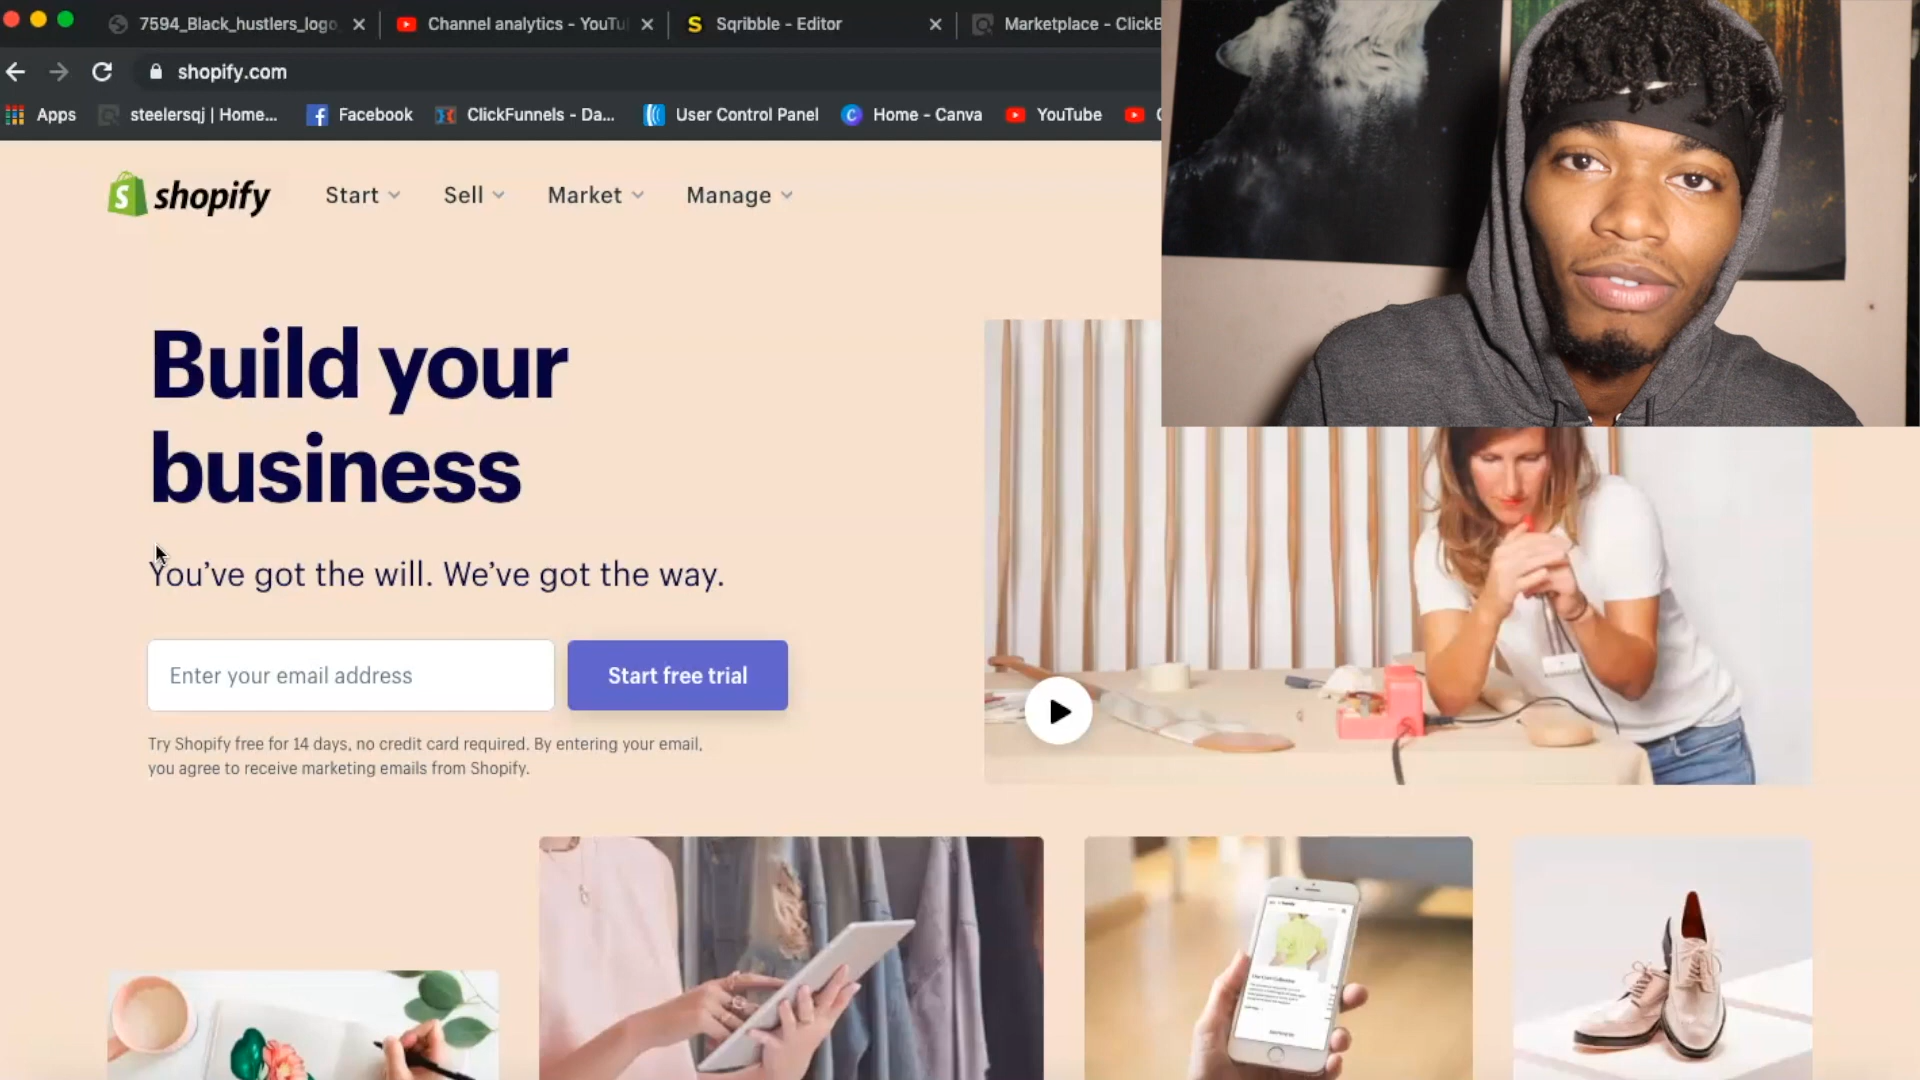 7594_Black_hustlers_logo
Channel analytics - YouTu
Sqribble - Editor
Marketplace - ClickB
shopify.com
Apps
steelersqj | Home...
Facebook
ClickFunnels - Da...
User Control Panel
Home - Canva
YouTube
shopify
Start
Sell
Market
Manage
Build your
business
You've got the will. We've got the way.
Enter your email address
Start free trial
Try Shopify free for 14 days, no credit card required. By entering your email,
you agree to receive marketing emails from Shopify.